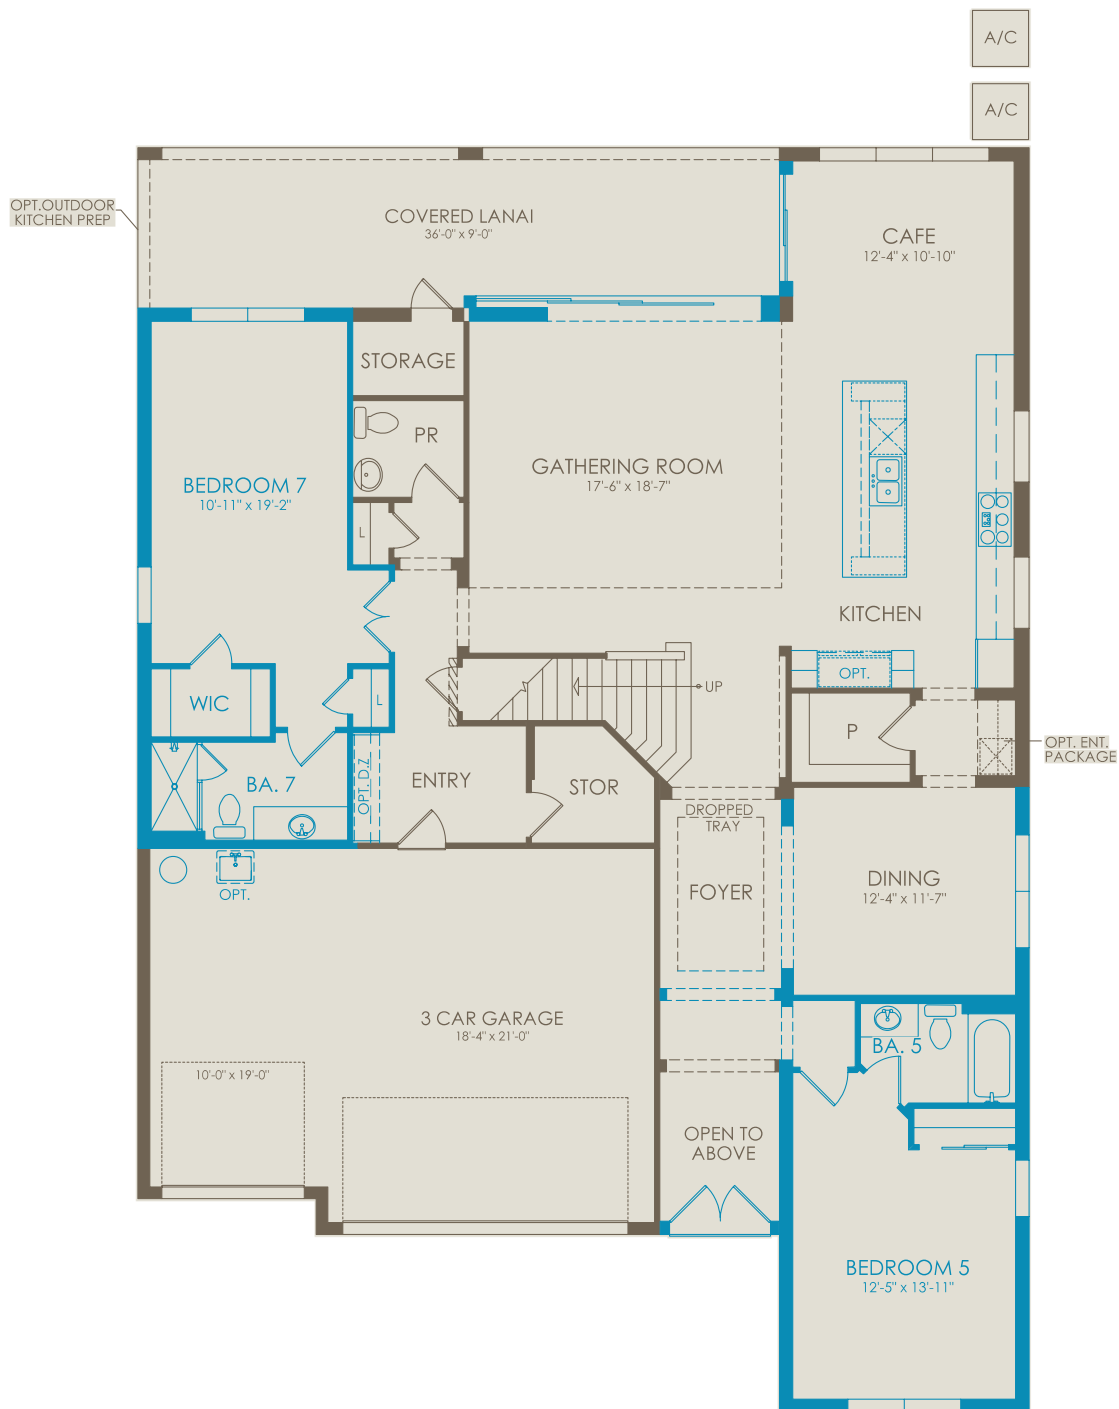 A/C
A/C
OPT.OUTDOOR
KITCHEN PREP
COVERED LANAI
36'-0" x 9'-0"
CAFE
12'-4" x 10'-10"
STORAGE
PR
GATHERING ROOM
17'-6" x 18'-7"
BEDROOM 7
10'-11" x 19'-2"
L
KITCHEN
OPT.
UP
WIC
L
P
OPT. ENT.
PACKAGE
BA. 7
OPT. D.Z.
ENTRY
STOR
DROPPED
TRAY
FOYER
DINING
12'-4" x 11'-7"
OPT.
3 CAR GARAGE
18'-4" x 21'-0"
BA. 5
10'-0" x 19'-0"
OPEN TO
ABOVE
BEDROOM 5
12'-5" x 13'-11"